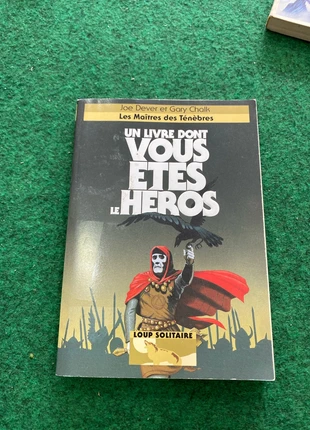 Joe Dever et Gary Chalk
Les Maîtres des Ténèbres
UN LIVRE DONT
VOUS
ETES
LE HEROS
LOUP SOLITAIRE